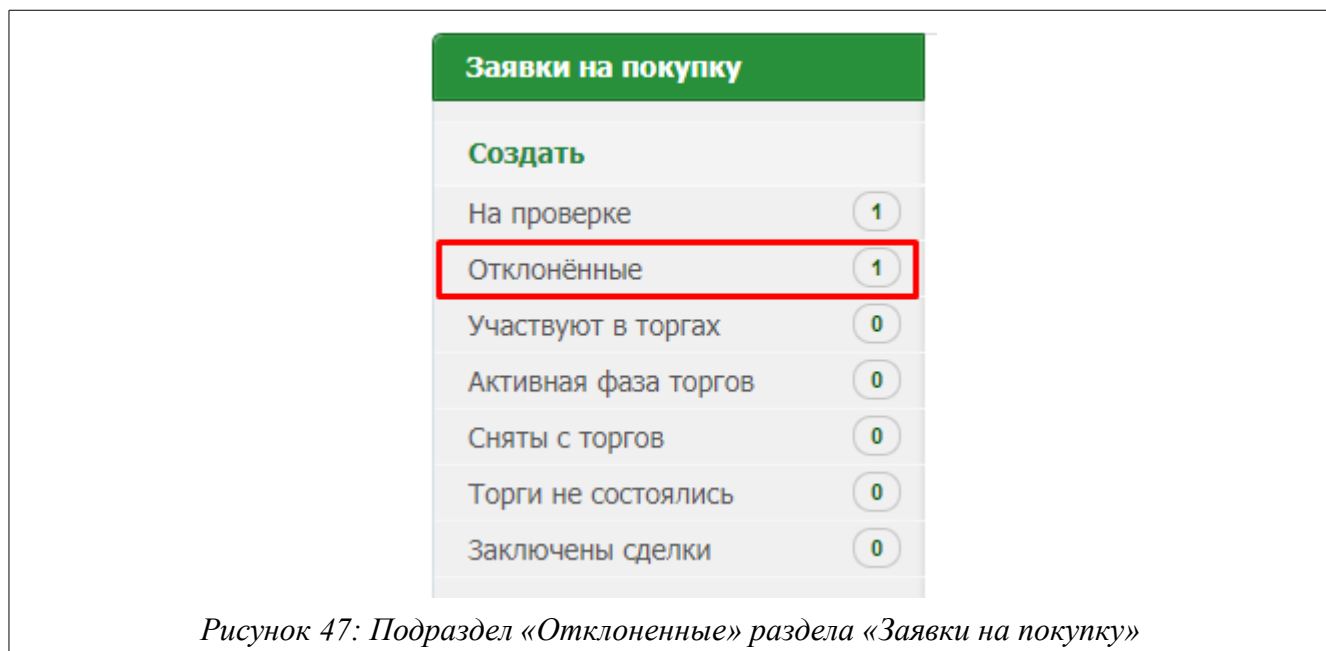 Заявки на покупку
Создать
На проверке 1
Отклонённые 1
Участвуют в торгах 0
Активная фаза торгов 0
Сняты с торгов 0
Торги не состоялись 0
Заключены сделки 0
Рисунок 47: Подраздел «Отклоненные» раздела «Заявки на покупку»